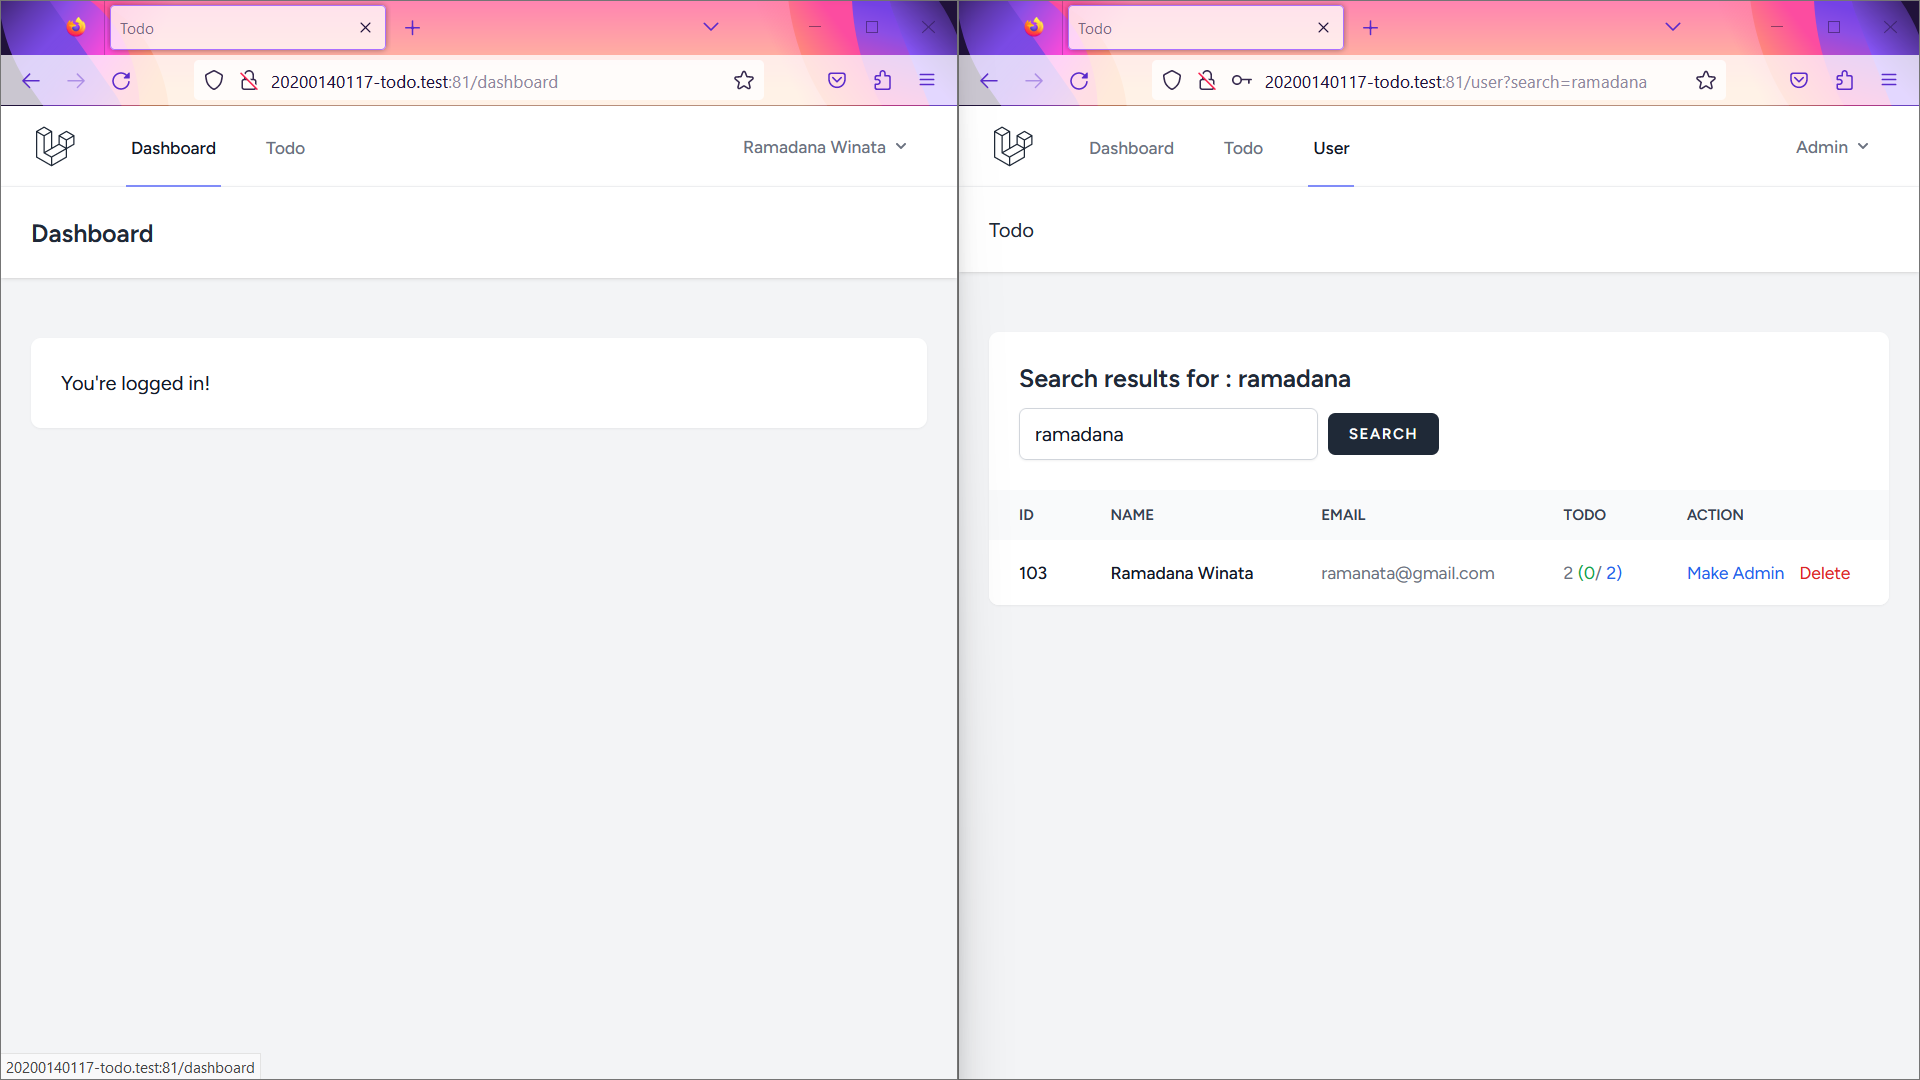 Todo
20200140117-todo.test:81/dashboard
Dashboard
Todo
Ramadana Winata
Dashboard
You're logged in!
20200140117-todo.test:81/dashboard
Todo
20200140117-todo.test:81/user?search=ramadana
Dashboard
Todo
User
Admin
Todo
Search results for : ramadana
ramadana
SEARCH
ID NAME EMAIL TODO ACTION
103 Ramadana Winata ramanata@gmail.com 2 (0/ 2) Make Admin Delete